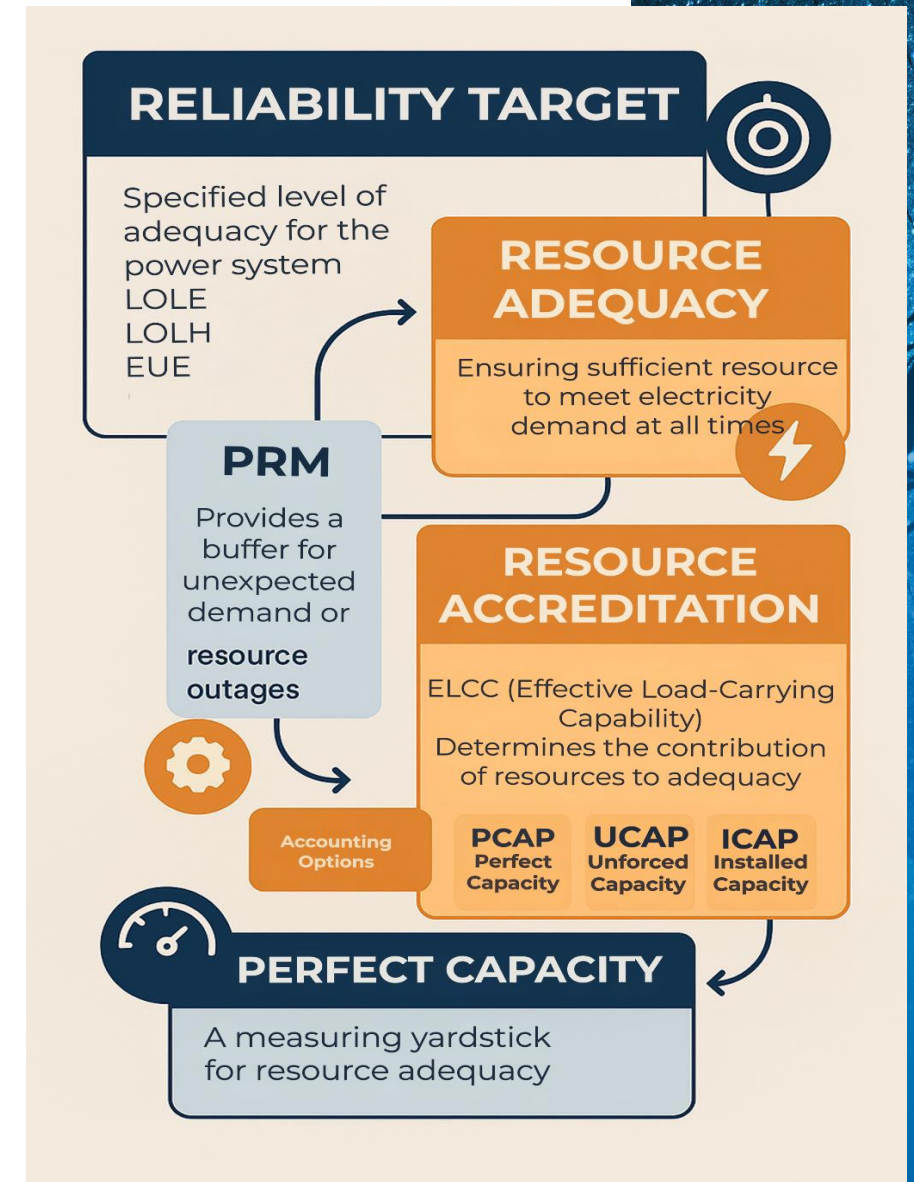 RELIABILITY TARGET
Specified level of
adequacy for the
power system
LOLE
LOLH
EUE
RESOURCE
ADEQUACY
Ensuring sufficient resource
to meet electricity
demand at all times
PRM
Provides a
buffer for
unexpected
demand or
resource
outages
RESOURCE
ACCREDITATION
ELCC (Effective Load-Carrying
Capability)
Determines the contribution
of resources to adequacy
Accounting
Options
PCAP
Perfect
Capacity
UCAP
Unforced
Capacity
ICAP
Installed
Capacity
PERFECT CAPACITY
A measuring yardstick
for resource adequacy